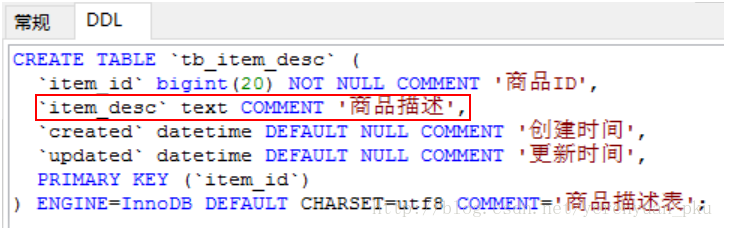 常规 DDL
CREATE TABLE `tb_item_desc` (
`item_id` bigint(20) NOT NULL COMMENT '商品ID',
`item_desc` text COMMENT '商品描述',
`created` datetime DEFAULT NULL COMMENT '创建时间',
`updated` datetime DEFAULT NULL COMMENT '更新时间',
PRIMARY KEY (`item_id`)
) ENGINE=InnoDB DEFAULT CHARSET=utf8 COMMENT='商品描述表';